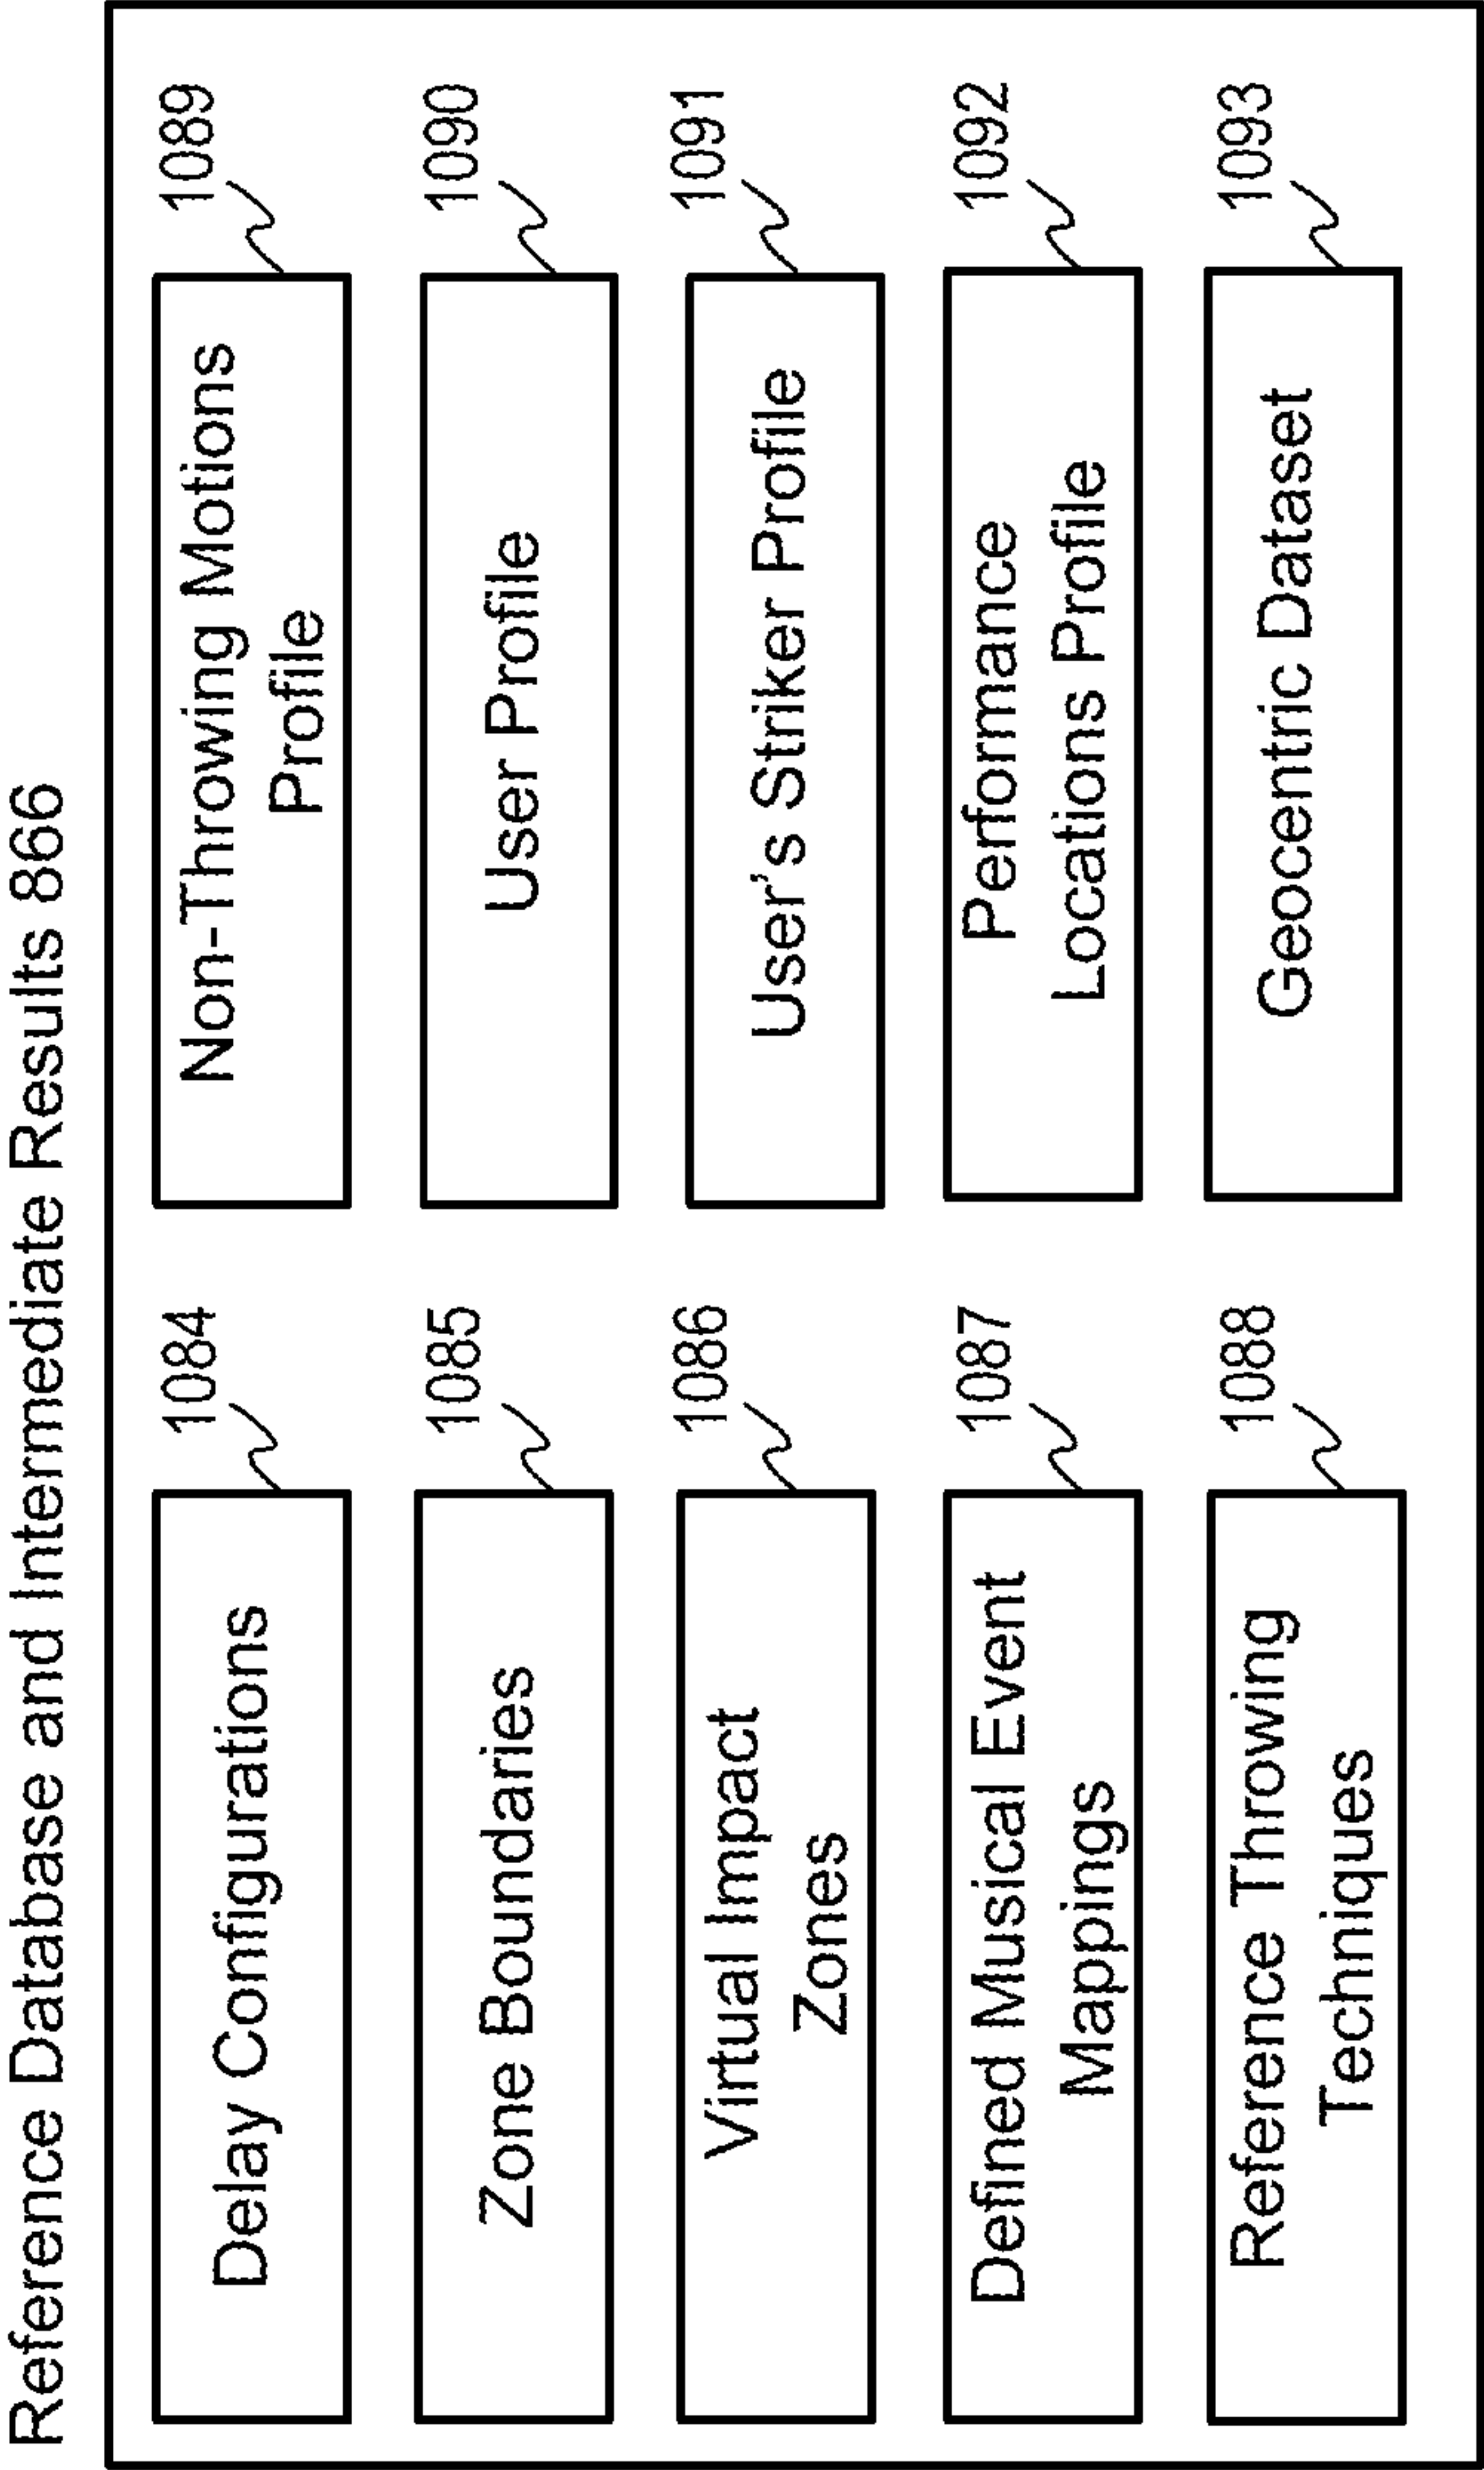 Reference Database and Intermediate Results 866
Delay Configurations
1084
Zone Boundaries
1085
Virtual Impact
Zones
1086
Defined Musical Event
Mappings
1087
Reference Throwing
Techniques
1088
Non-Throwing Motions
Profile
1089
User Profile
1090
User's Striker Profile
1091
Performance
Locations Profile
1092
Geocentric Dataset
1093